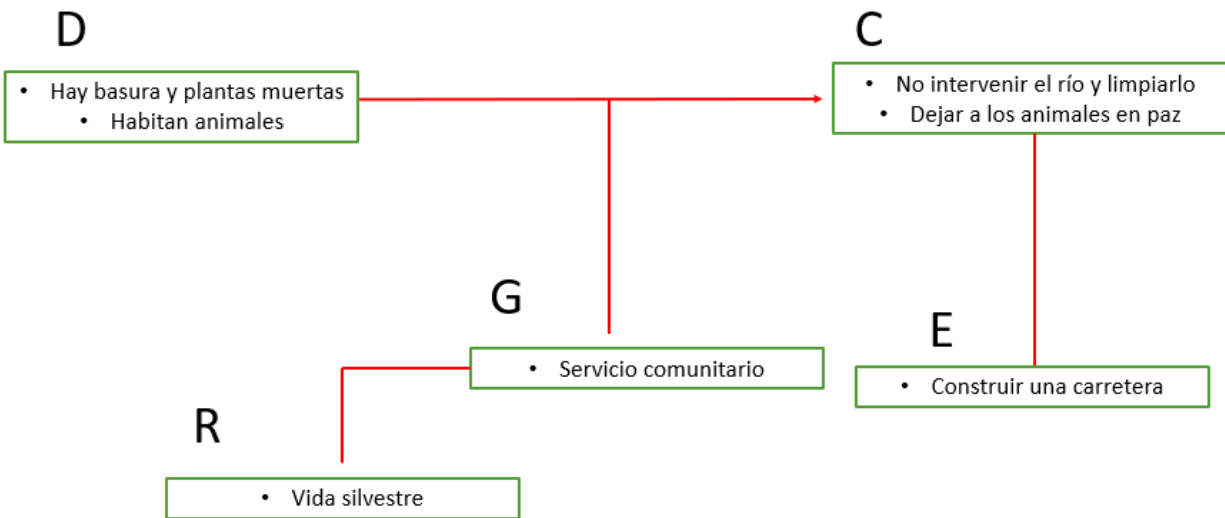 D
• Hay basura y plantas muertas
• Habitan animales
C
• No intervenir el río y limpiarlo
• Dejar a los animales en paz
G
• Servicio comunitario
E
• Construir una carretera
R
• Vida silvestre